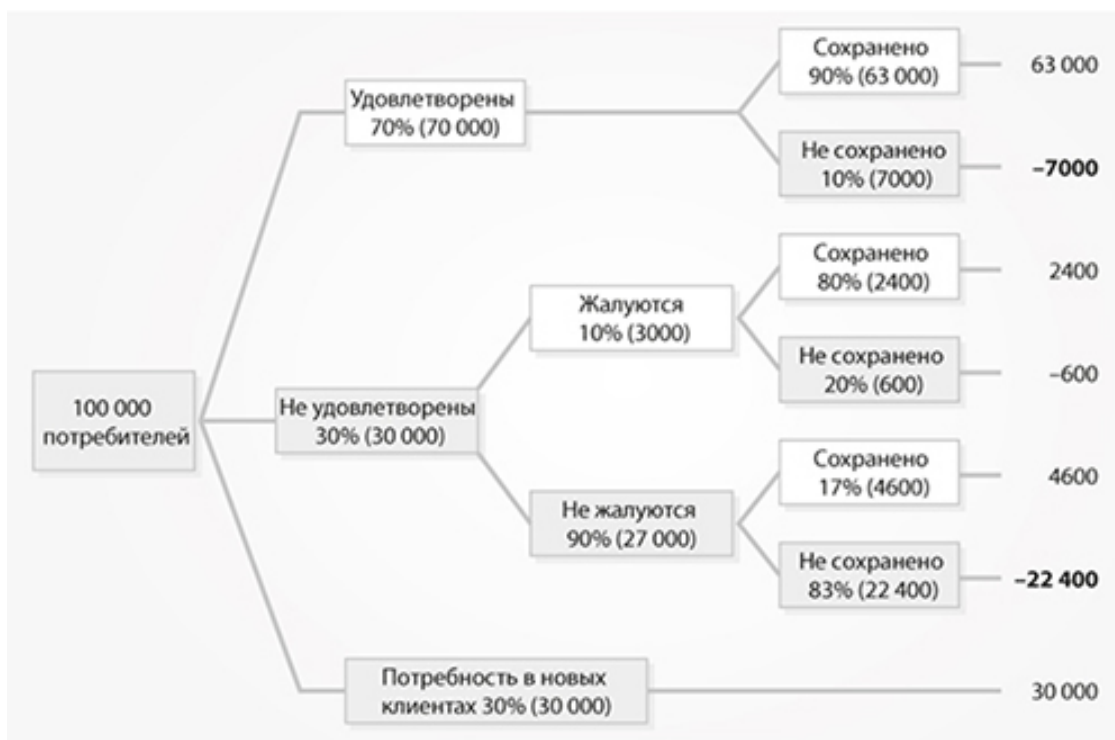 Сохранено
90% (63 000)
63 000
Удовлетворены
70% (70 000)
Не сохранено
10% (7000)
–7000
Сохранено
80% (2400)
2400
Жалуются
10% (3000)
Не сохранено
20% (600)
–600
100 000
потребителей
Не удовлетворены
30% (30 000)
Сохранено
17% (4600)
4600
Не жалуются
90% (27 000)
Не сохранено
83% (22 400)
–22 400
Потребность в новых
клиентах 30% (30 000)
30 000